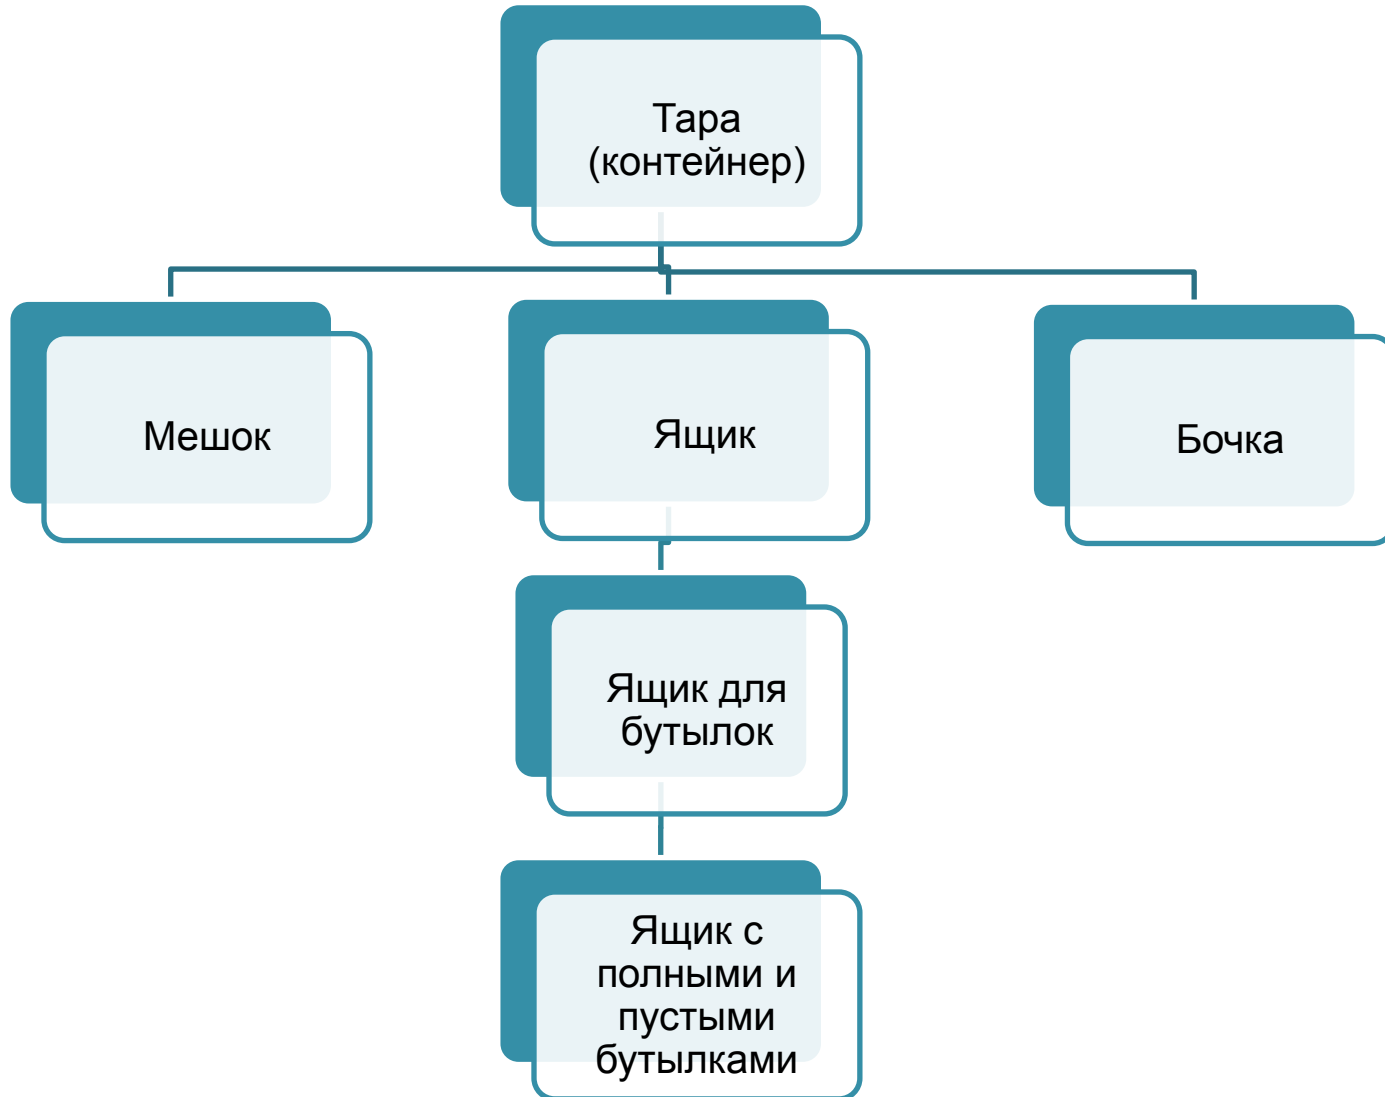 Тара
(контейнер)
Мешок
Ящик
Бочка
Ящик для
бутылок
Ящик с
полными и
пустыми
бутылками